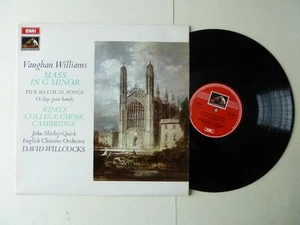 EMI
Vaughan Williams
MASS
IN G MINOR
FIVE MYSTICAL SONGS
O clap your hands
KING'S
COLLEGE CHOIR,
CAMBRIDGE
John Shirley-Quirk
English Chamber Orchestra
DAVID WILLCOCKS